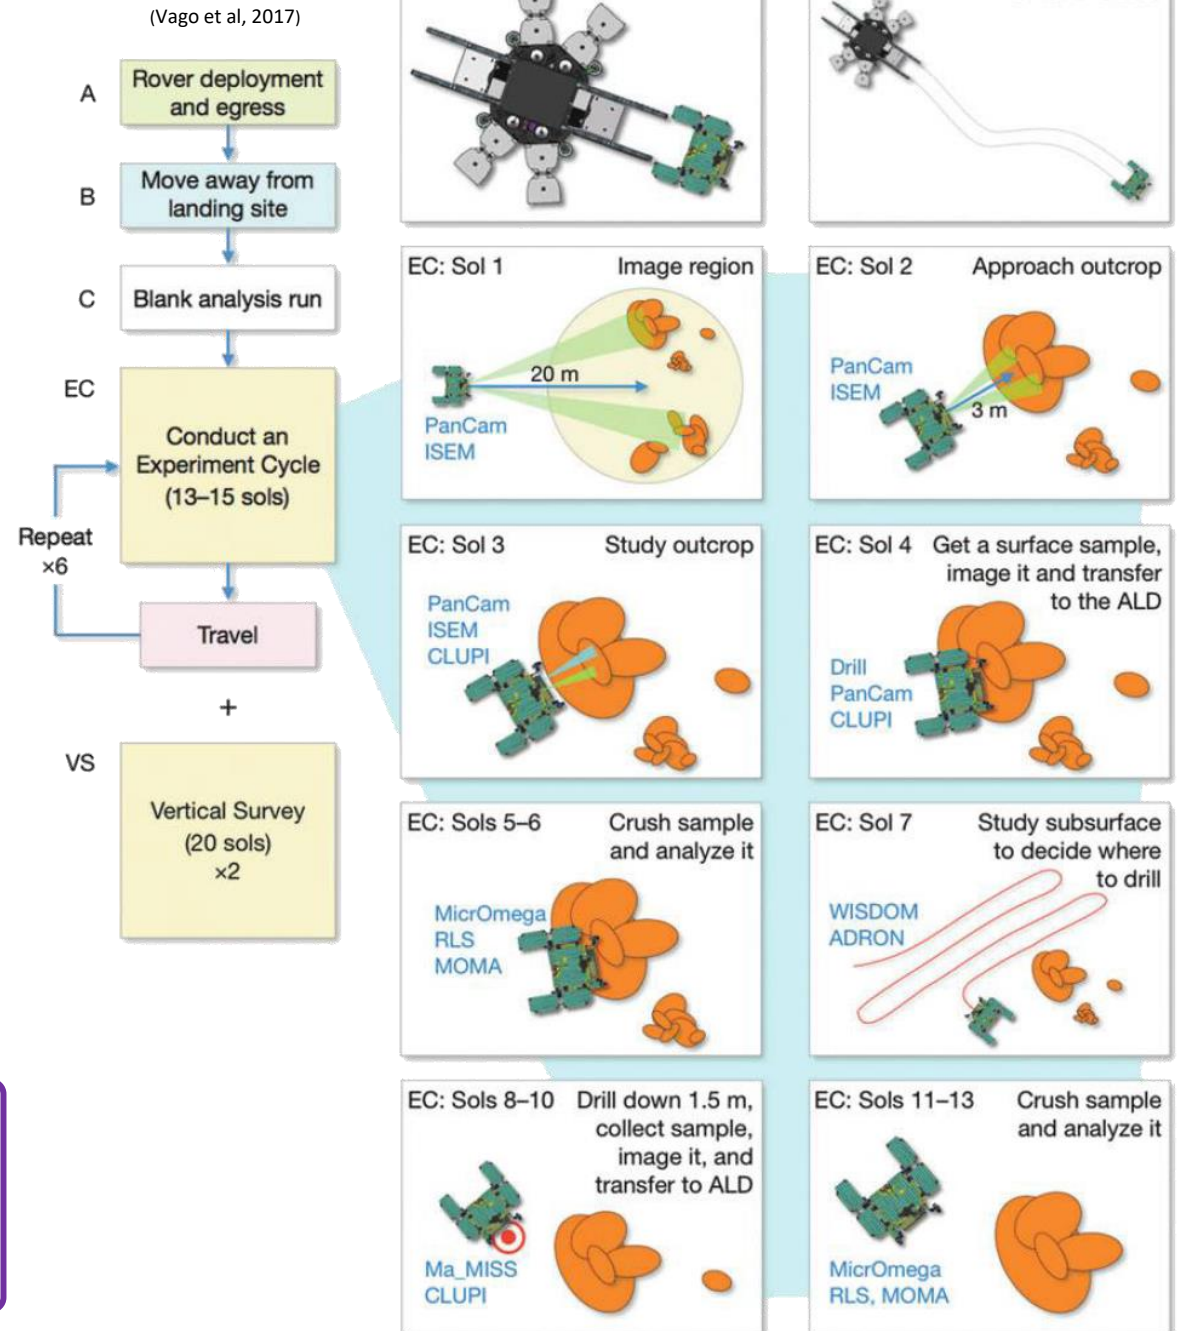 (Vago et al, 2017)
A
Rover deployment
and egress
B
Move away from
landing site
C
Blank analysis run
EC
Conduct an
Experiment Cycle
(13–15 sols)
Repeat
×6
Travel
+
VS
Vertical Survey
(20 sols)
×2
EC: Sol 1
Image region
20 m
PanCam
ISEM
EC: Sol 2
Approach outcrop
PanCam
ISEM
3 m
EC: Sol 3
Study outcrop
PanCam
ISEM
CLUPI
EC: Sol 4
Get a surface sample,
image it and transfer
to the ALD
Drill
PanCam
CLUPI
EC: Sols 5–6
Crush sample
and analyze it
MicrOmega
RLS
MOMA
EC: Sol 7
Study subsurface
to decide where
to drill
WISDOM
ADRON
EC: Sols 8–10
Drill down 1.5 m,
collect sample,
image it, and
transfer to ALD
Ma_MISS
CLUPI
EC: Sols 11–13
Crush sample
and analyze it
MicrOmega
RLS, MOMA